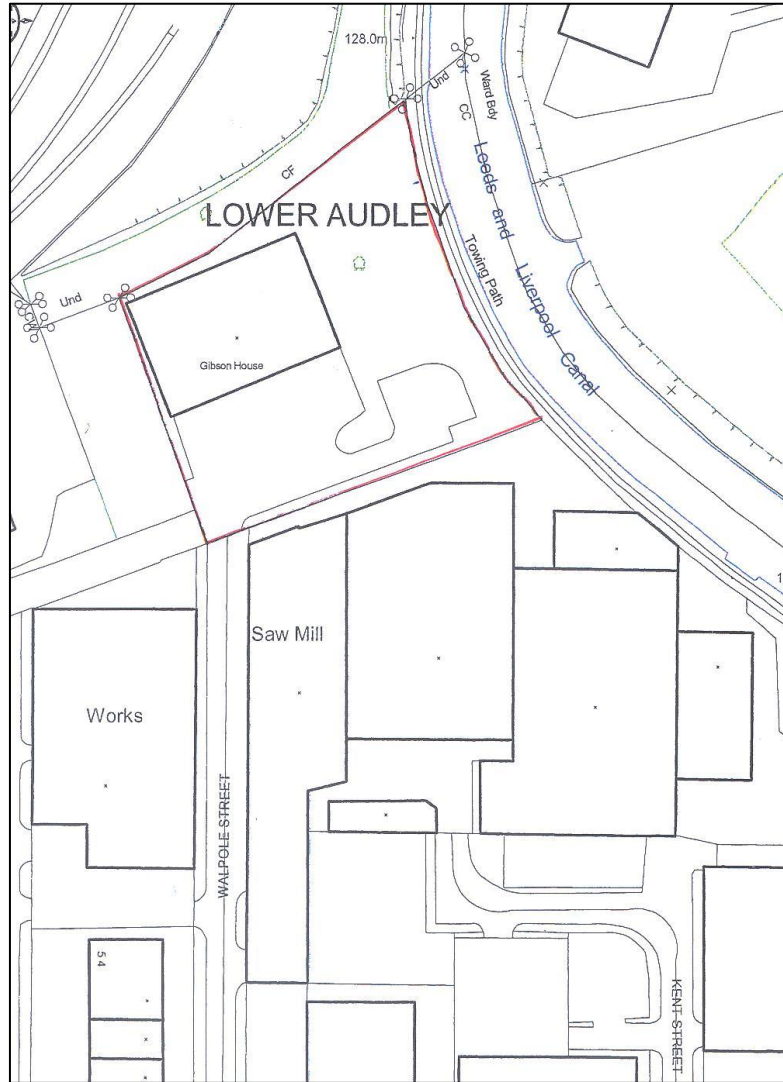 128.0m
Und
Ward Bdy
CC
CF
LOWER AUDLEY
Leeds and Liverpool Canal
Towing Path
Und
Gibson House
Saw Mill
Works
WALPOLE STREET
54
KENT STREET